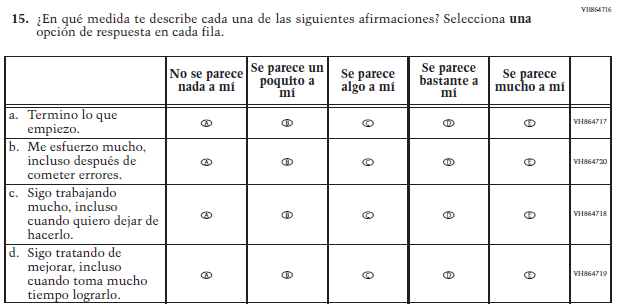 VH864716
15. ¿En qué medida te describe cada una de las siguientes afirmaciones? Selecciona una
opción de respuesta en cada fila.
No se parece nada a mí
Se parece un poquito a mí
Se parece algo a mí
Se parece bastante a mí
Se parece mucho a mí
a. Termino lo que
empiezo.
A B C D E VH864717
b. Me esfuerzo mucho,
incluso después de
cometer errores.
A B C D E VH864720
c. Sigo trabajando
mucho, incluso
cuando quiero dejar de
hacerlo.
A B C D E VH864718
d. Sigo tratando de
mejorar, incluso
cuando toma mucho
tiempo lograrlo.
A B C D E VH864719